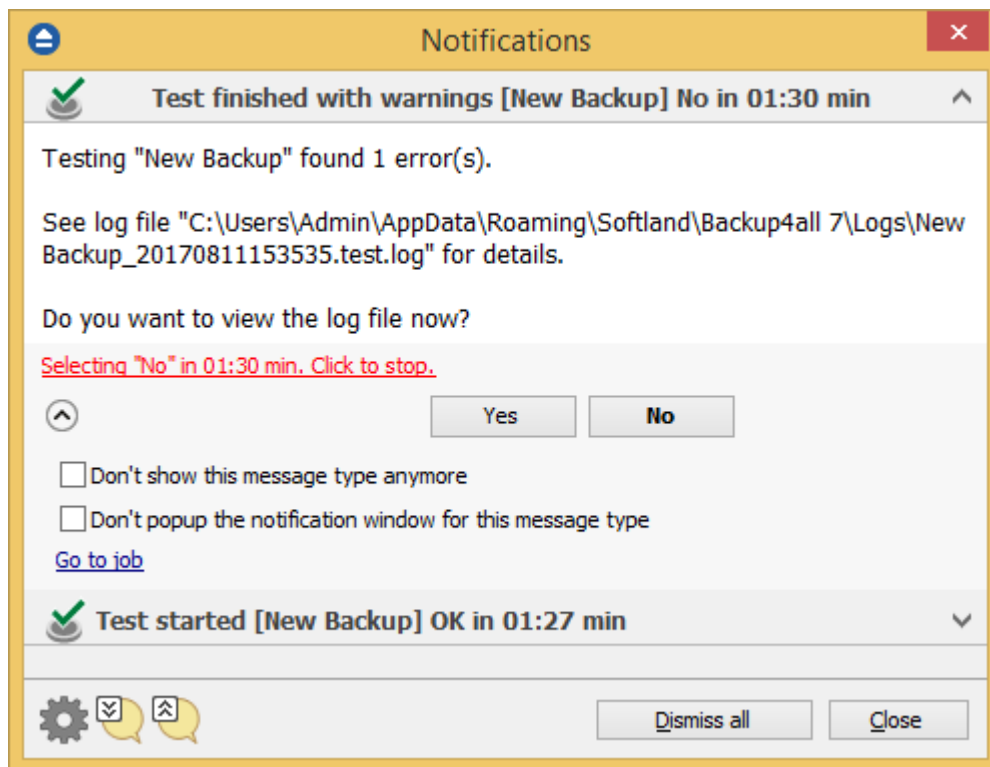 Notifications
Test finished with warnings [New Backup] No in 01:30 min
Testing "New Backup" found 1 error(s).
See log file "C:\Users\Admin\AppData\Roaming\Softland\Backup4all 7\Logs\New
Backup_20170811153535.test.log" for details.
Do you want to view the log file now?
Selecting "No" in 01:30 min. Click to stop.
Yes No
Don't show this message type anymore
Don't popup the notification window for this message type
Go to job
Test started [New Backup] OK in 01:27 min
Dismiss all Close